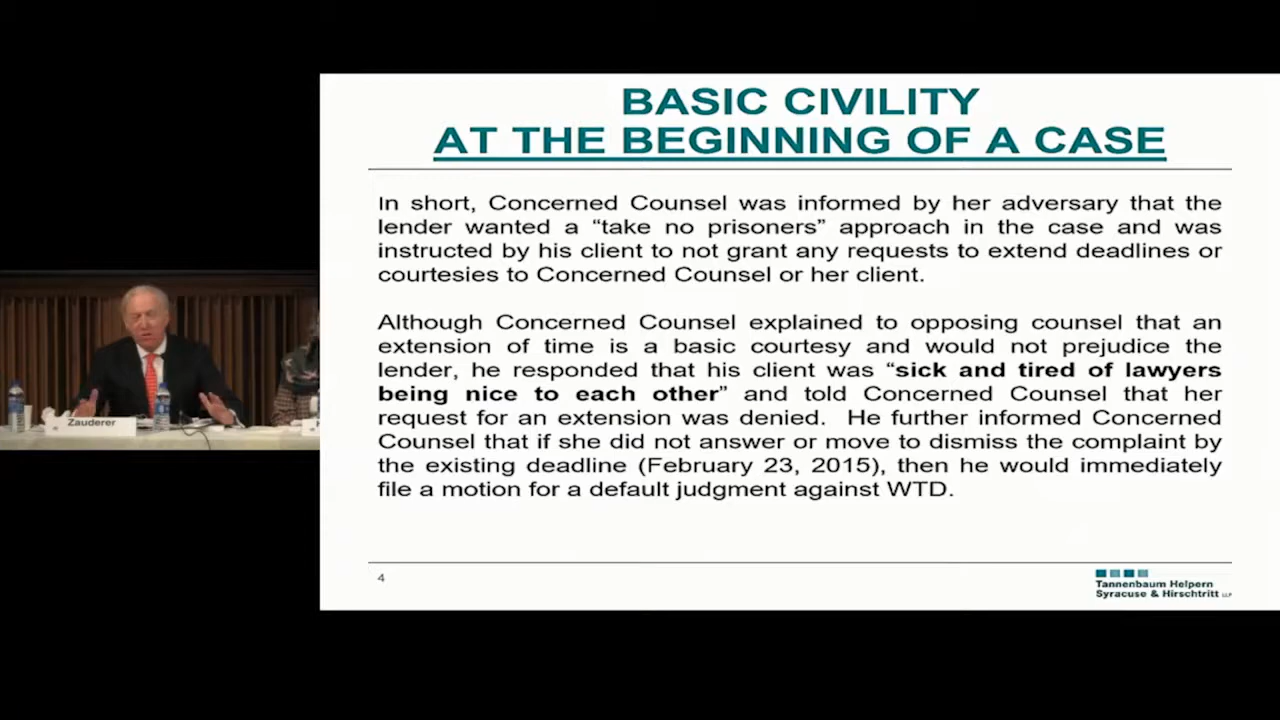 BASIC CIVILITY
AT THE BEGINNING OF A CASE
In short, Concerned Counsel was informed by her adversary that the
lender wanted a “take no prisoners” approach in the case and was
instructed by his client to not grant any requests to extend deadlines or
courtesies to Concerned Counsel or her client.
Although Concerned Counsel explained to opposing counsel that an
extension of time is a basic courtesy and would not prejudice the
lender, he responded that his client was “sick and tired of lawyers
being nice to each other” and told Concerned Counsel that her
request for an extension was denied.  He further informed Concerned
Counsel that if she did not answer or move to dismiss the complaint by
the existing deadline (February 23, 2015), then he would immediately
file a motion for a default judgment against WTD.
Zauderer
4
Tannenbaum Helpern
Syracuse & Hirschtritt LLP